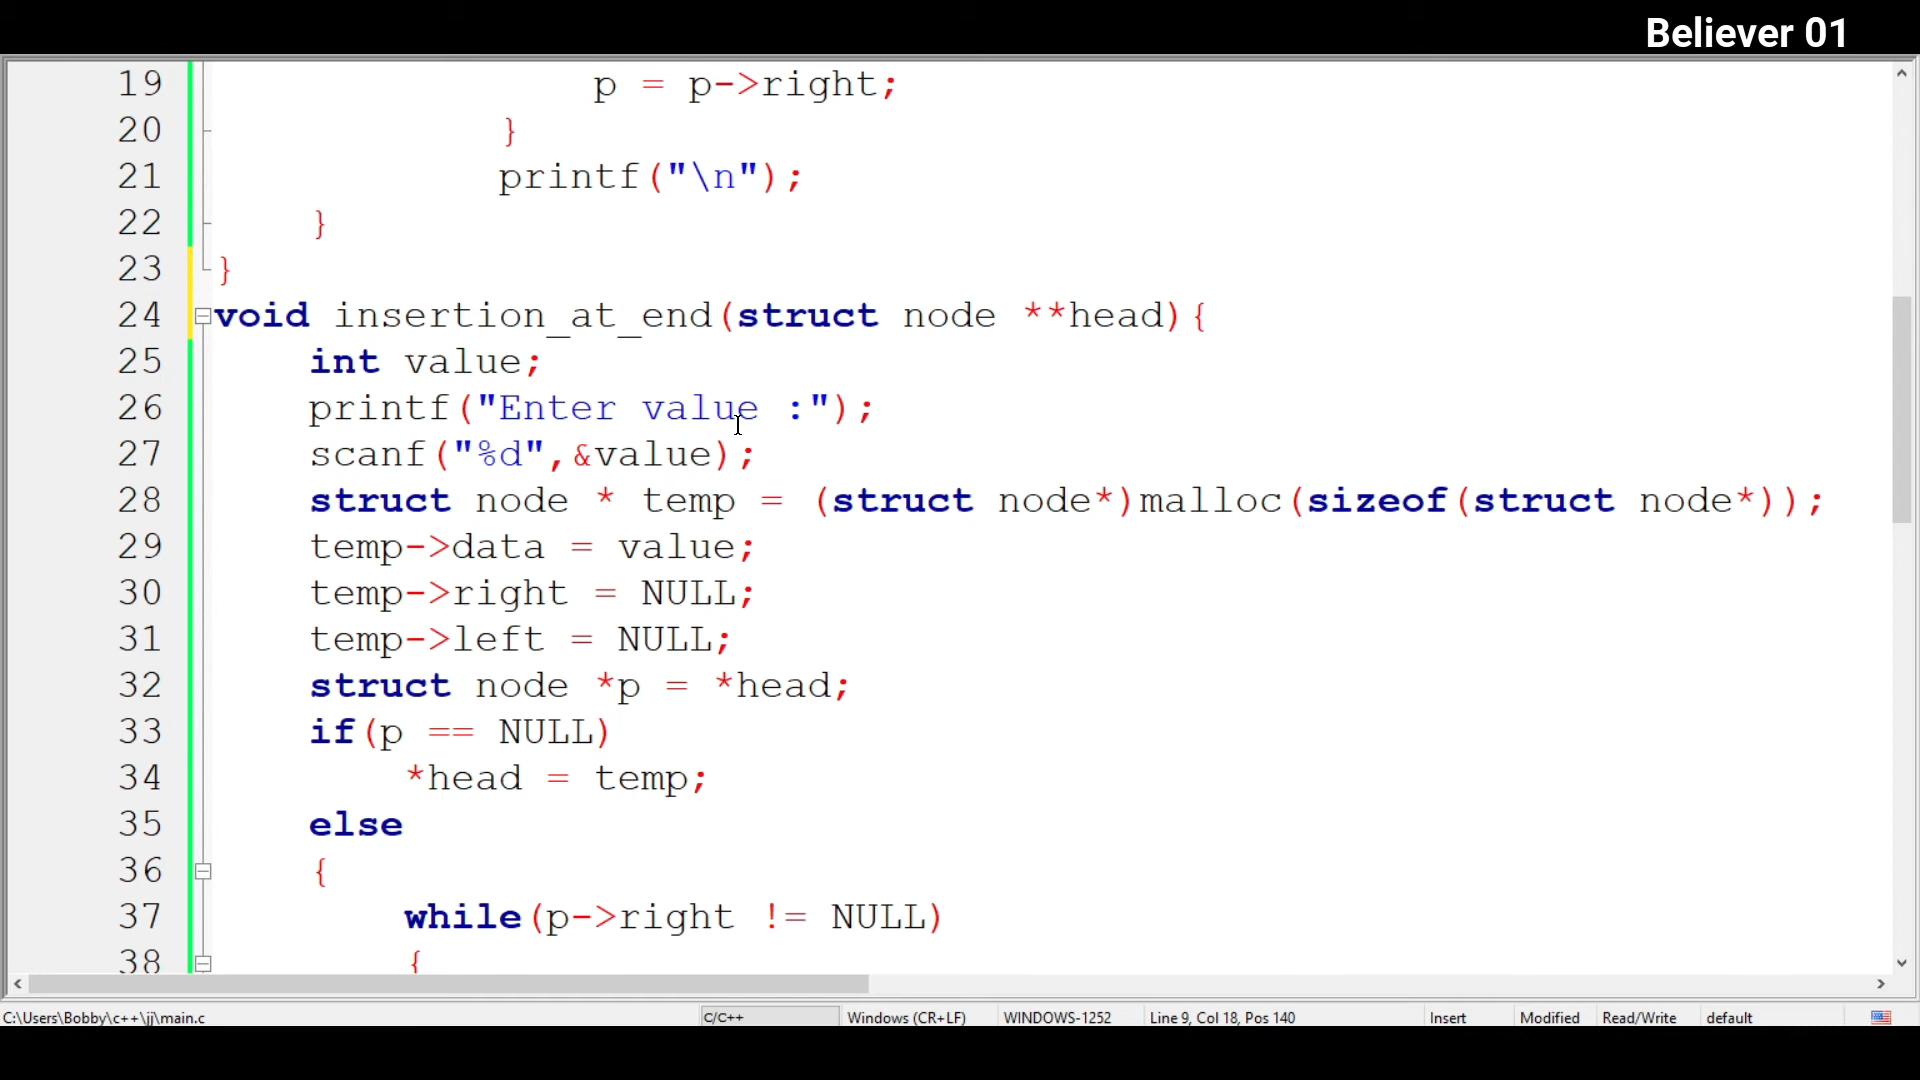 Believer 01
19 p = p->right;
20 }
21 printf("\n");
22 }
23 }
24 void insertion_at_end(struct node **head){
25 int value;
26 printf("Enter value :");
27 scanf("%d",&value);
28 struct node * temp = (struct node*)malloc(sizeof(struct node*));
29 temp->data = value;
30 temp->right = NULL;
31 temp->left = NULL;
32 struct node *p = *head;
33 if(p == NULL)
34 *head = temp;
35 else
36 {
37 while(p->right != NULL)
38 {
C:\Users\Bobby\c++\jj\main.c C/C++ Windows (CR+LF) WINDOWS-1252 Line 9, Col 18, Pos 140 Insert Modified Read/Write default